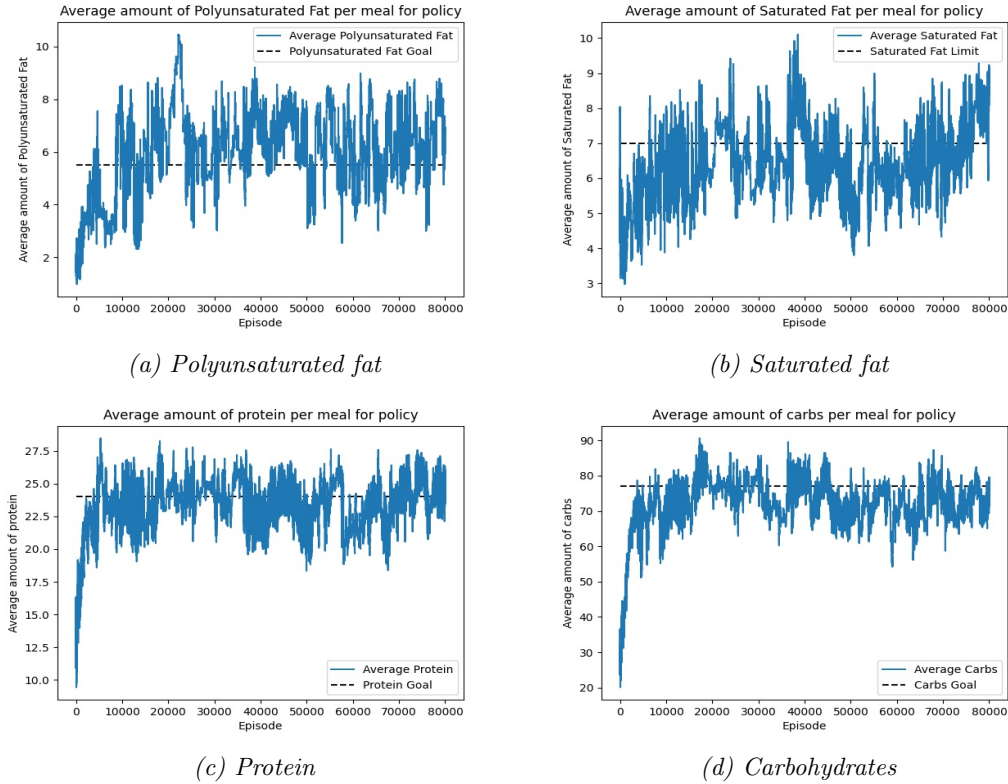 Average amount of Polyunsaturated Fat per meal for policy
Average amount of Polyunsaturated Fat
10
8
6
4
2
Average Polyunsaturated Fat
Polyunsaturated Fat Goal
0 10000 20000 30000 40000 50000 60000 70000 80000
Episode
(a) Polyunsaturated fat
Average amount of Saturated Fat per meal for policy
Average amount of Saturated Fat
10
9
8
7
6
5
4
3
Average Saturated Fat
Saturated Fat Limit
0 10000 20000 30000 40000 50000 60000 70000 80000
Episode
(b) Saturated fat
Average amount of protein per meal for policy
Average amount of protein
27.5
25.0
22.5
20.0
17.5
15.0
12.5
10.0
Average Protein
Protein Goal
0 10000 20000 30000 40000 50000 60000 70000 80000
Episode
(c) Protein
Average amount of carbs per meal for policy
Average amount of carbs
90
80
70
60
50
40
30
20
Average Carbs
Carbs Goal
0 10000 20000 30000 40000 50000 60000 70000 80000
Episode
(d) Carbohydrates